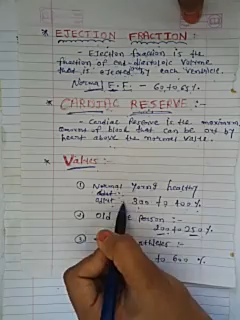 * EJECTION FRACTION :-
- Ejection fraction is the
fraction of end-diastolic volume
that is ejected by each ventricle.
Normal E.F. :- 60 to 65%
* CARDIAC RESERVE :-
- Cardiac Reserve is the maximum
amount of blood that can be out by
heart above the normal value.
* Values :-
① Normal Young healthy
300 to 400%
② Old person :-
200 to 250%
③
to 600%